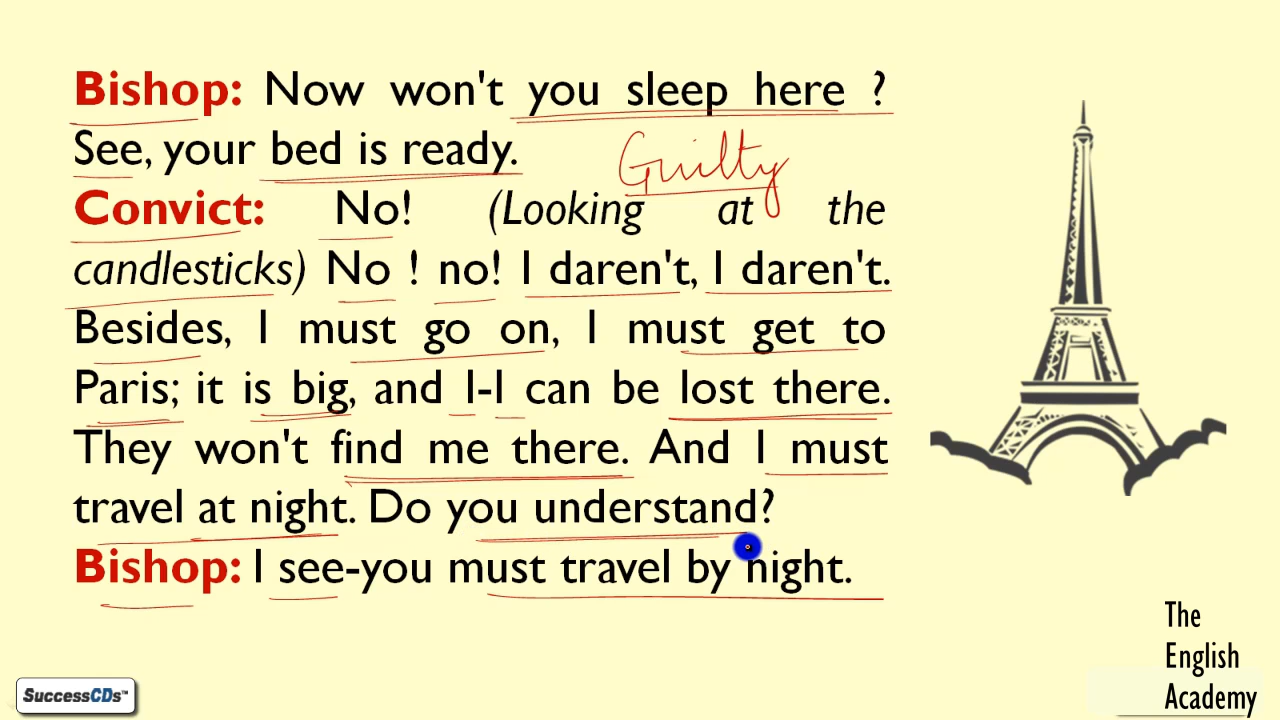 Bishop: Now won't you sleep here ?
See, your bed is ready.
Guilty
Convict: No! (Looking at the
candlesticks) No ! no! I daren't, I daren't.
Besides, I must go on, I must get to
Paris; it is big, and I-I can be lost there.
They won't find me there. And I must
travel at night. Do you understand?
Bishop: I see-you must travel by night.
The
English
Academy
SuccessCDs™